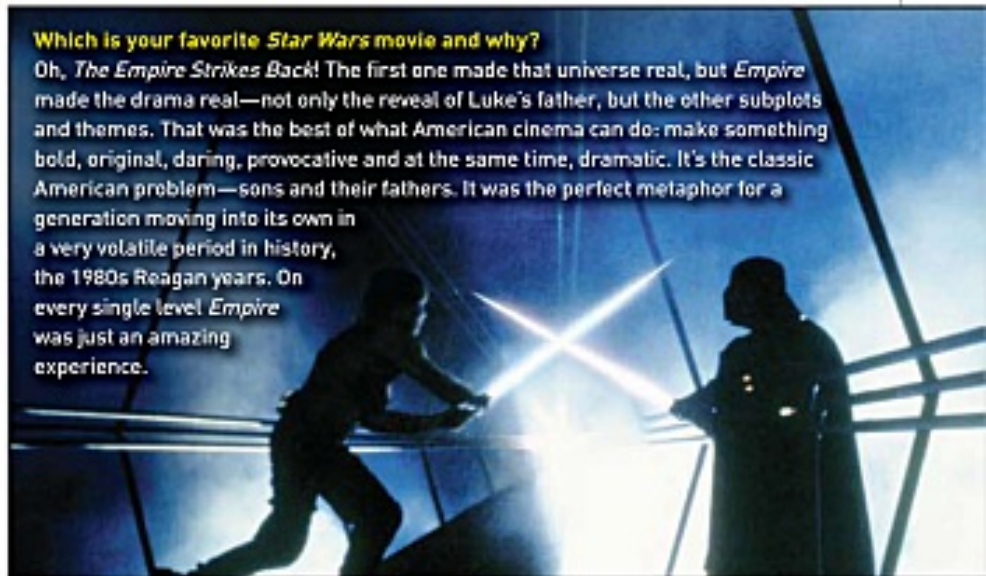 Which is your favorite Star Wars movie and why?
Oh, The Empire Strikes Back! The first one made that universe real, but Empire
made the drama real—not only the reveal of Luke's father, but the other subplots
and themes. That was the best of what American cinema can do: make something
bold, original, daring, provocative and at the same time, dramatic. It's the classic
American problem—sons and their fathers. It was the perfect metaphor for a
generation moving into its own in
a very volatile period in history,
the 1980s Reagan years. On
every single level Empire
was just an amazing
experience.